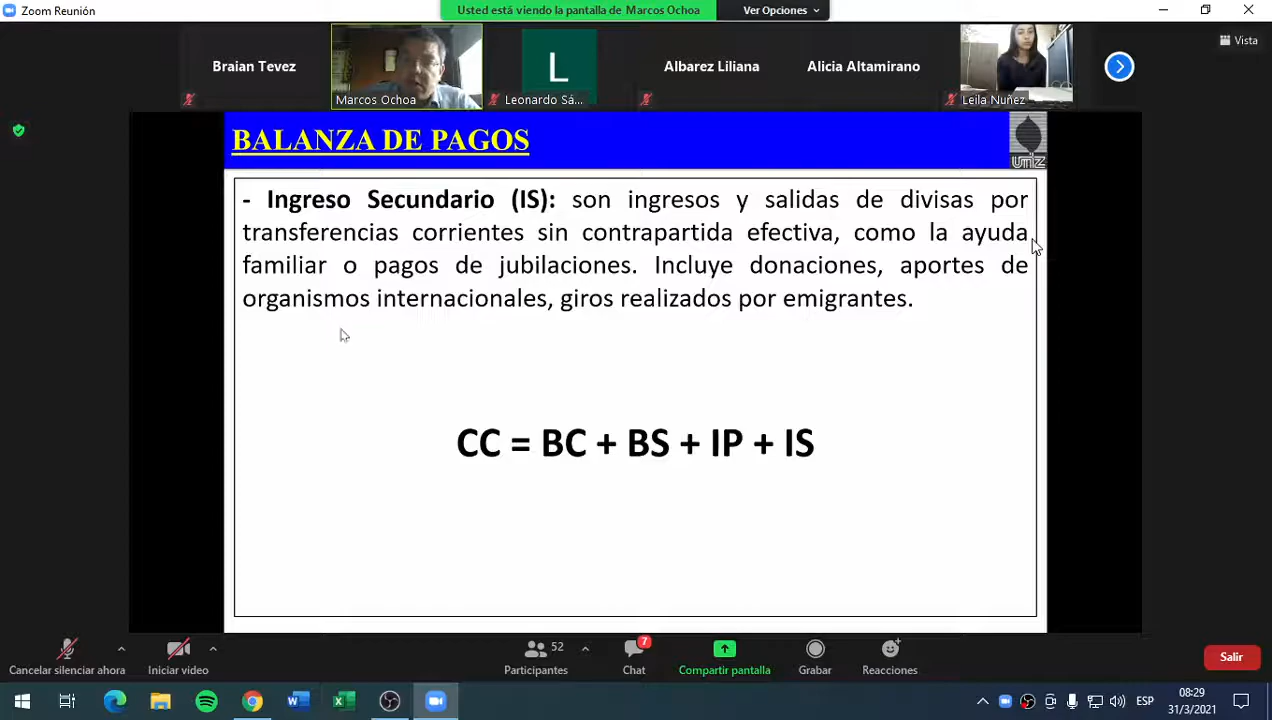 Zoom Reunión
Usted está viendo la pantalla de Marcos Ochoa
Ver Opciones
Vista
Braian Tevez
Marcos Ochoa
L
Leonardo Sá...
Albarez Liliana
Alicia Altamirano
Leila Nuñez
BALANZA DE PAGOS
UNLZ
- Ingreso Secundario (IS): son ingresos y salidas de divisas por
transferencias corrientes sin contrapartida efectiva, como la ayuda
familiar o pagos de jubilaciones. Incluye donaciones, aportes de
organismos internacionales, giros realizados por emigrantes.
CC = BC + BS + IP + IS
Cancelar silenciar ahora
Iniciar video
52
Participantes
7
Chat
Compartir pantalla
Grabar
Reacciones
Salir
ESP
08:29
31/3/2021